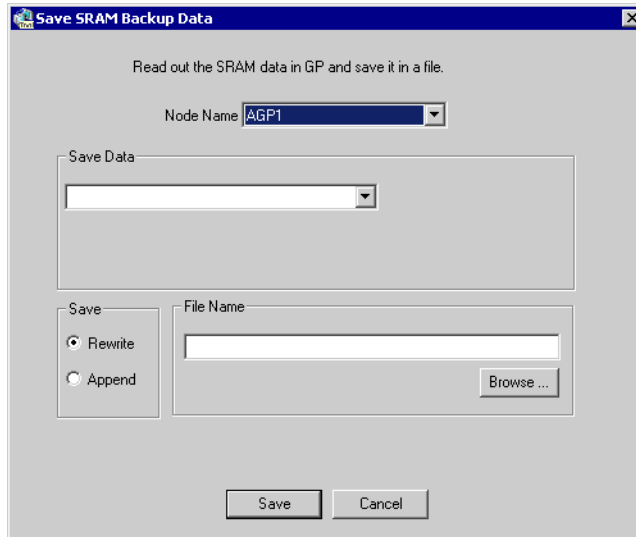 Save SRAM Backup Data
Read out the SRAM data in GP and save it in a file.
Node Name AGP1
Save Data
Save
Rewrite
Append
File Name
Browse ...
Save Cancel